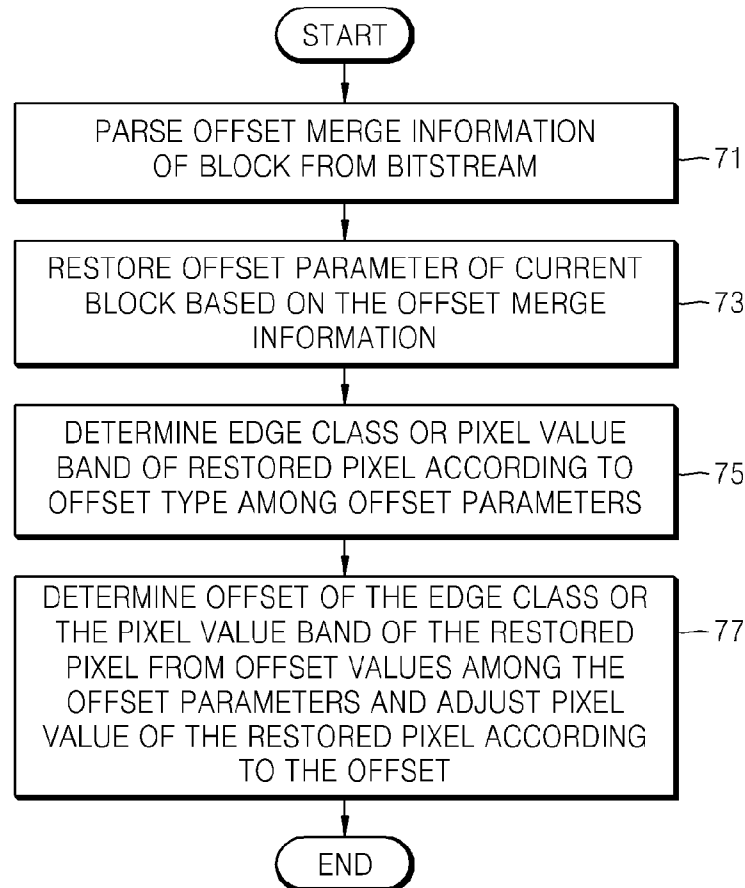 START
PARSE OFFSET MERGE INFORMATION
OF BLOCK FROM BITSTREAM
71
RESTORE OFFSET PARAMETER OF CURRENT
BLOCK BASED ON THE OFFSET MERGE
INFORMATION
73
DETERMINE EDGE CLASS OR PIXEL VALUE
BAND OF RESTORED PIXEL ACCORDING TO
OFFSET TYPE AMONG OFFSET PARAMETERS
75
DETERMINE OFFSET OF THE EDGE CLASS OR
THE PIXEL VALUE BAND OF THE RESTORED
PIXEL FROM OFFSET VALUES AMONG THE
OFFSET PARAMETERS AND ADJUST PIXEL
VALUE OF THE RESTORED PIXEL ACCORDING
TO THE OFFSET
77
END